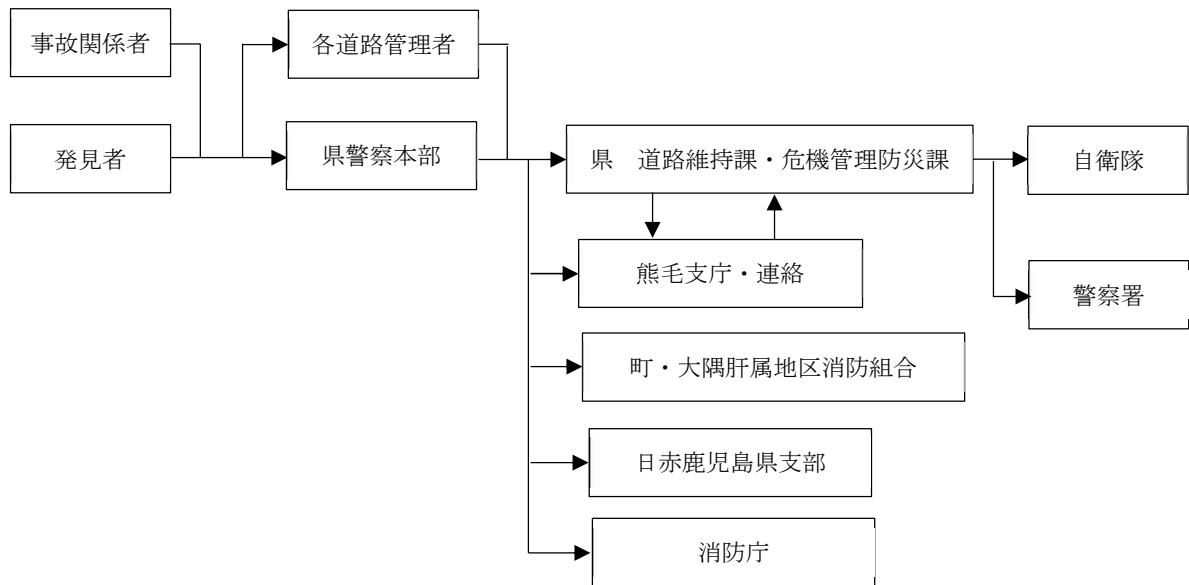 事故関係者
各道路管理者
発見者
県警察本部
県　道路維持課・危機管理防災課
自衛隊
熊毛支庁・連絡
警察署
町・大隅肝属地区消防組合
日赤鹿児島県支部
消防庁